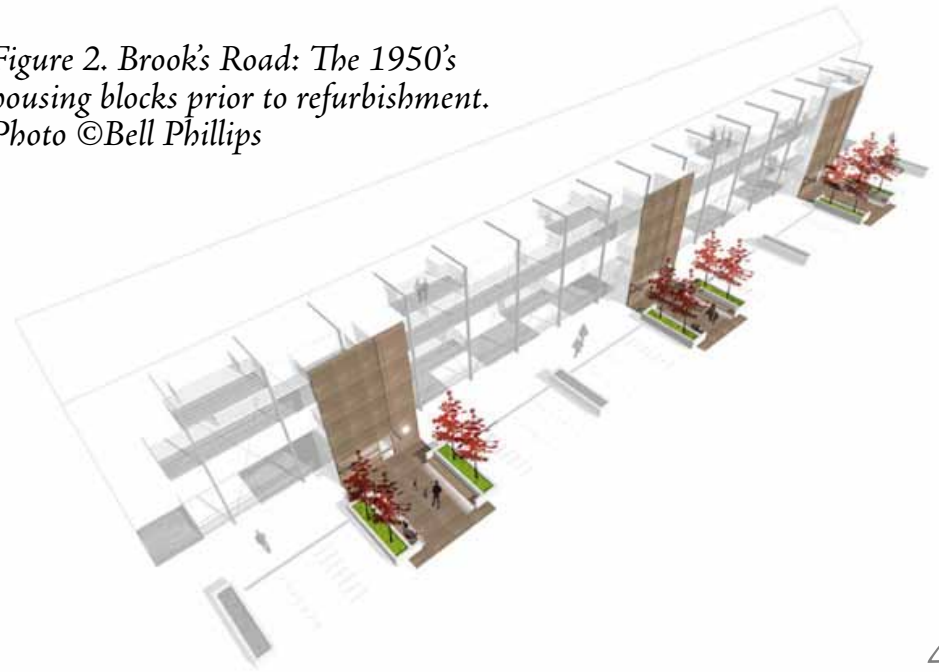 Figure 2. Brook's Road: The 1950's
housing blocks prior to refurbishment.
Photo ©Bell Phillips